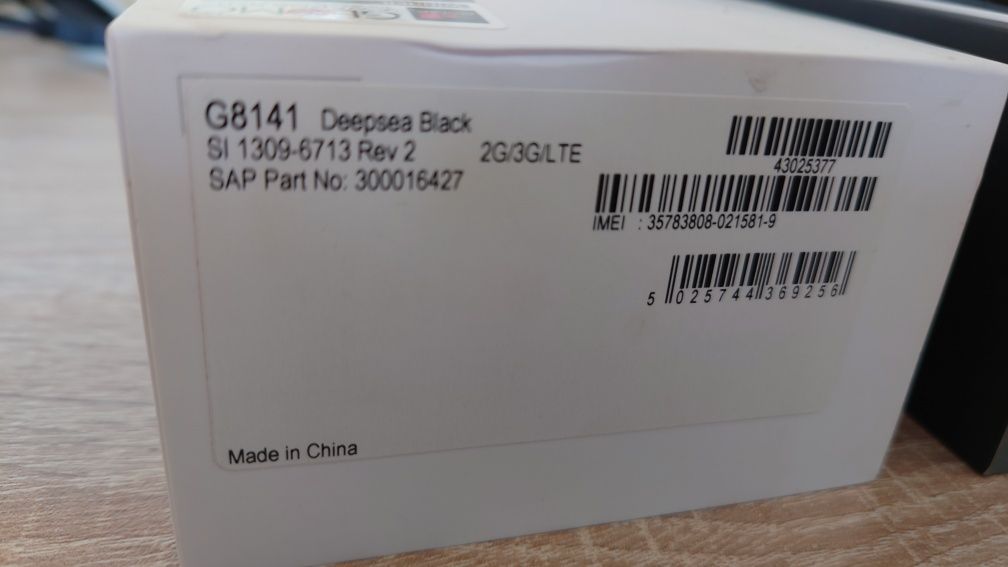 G8141 Deepsea Black
SI 1309-6713 Rev 2 2G/3G/LTE
SAP Part No: 300016427
43025377
IMEI : 35783808-021581-9
5 025744 369256
Made in China